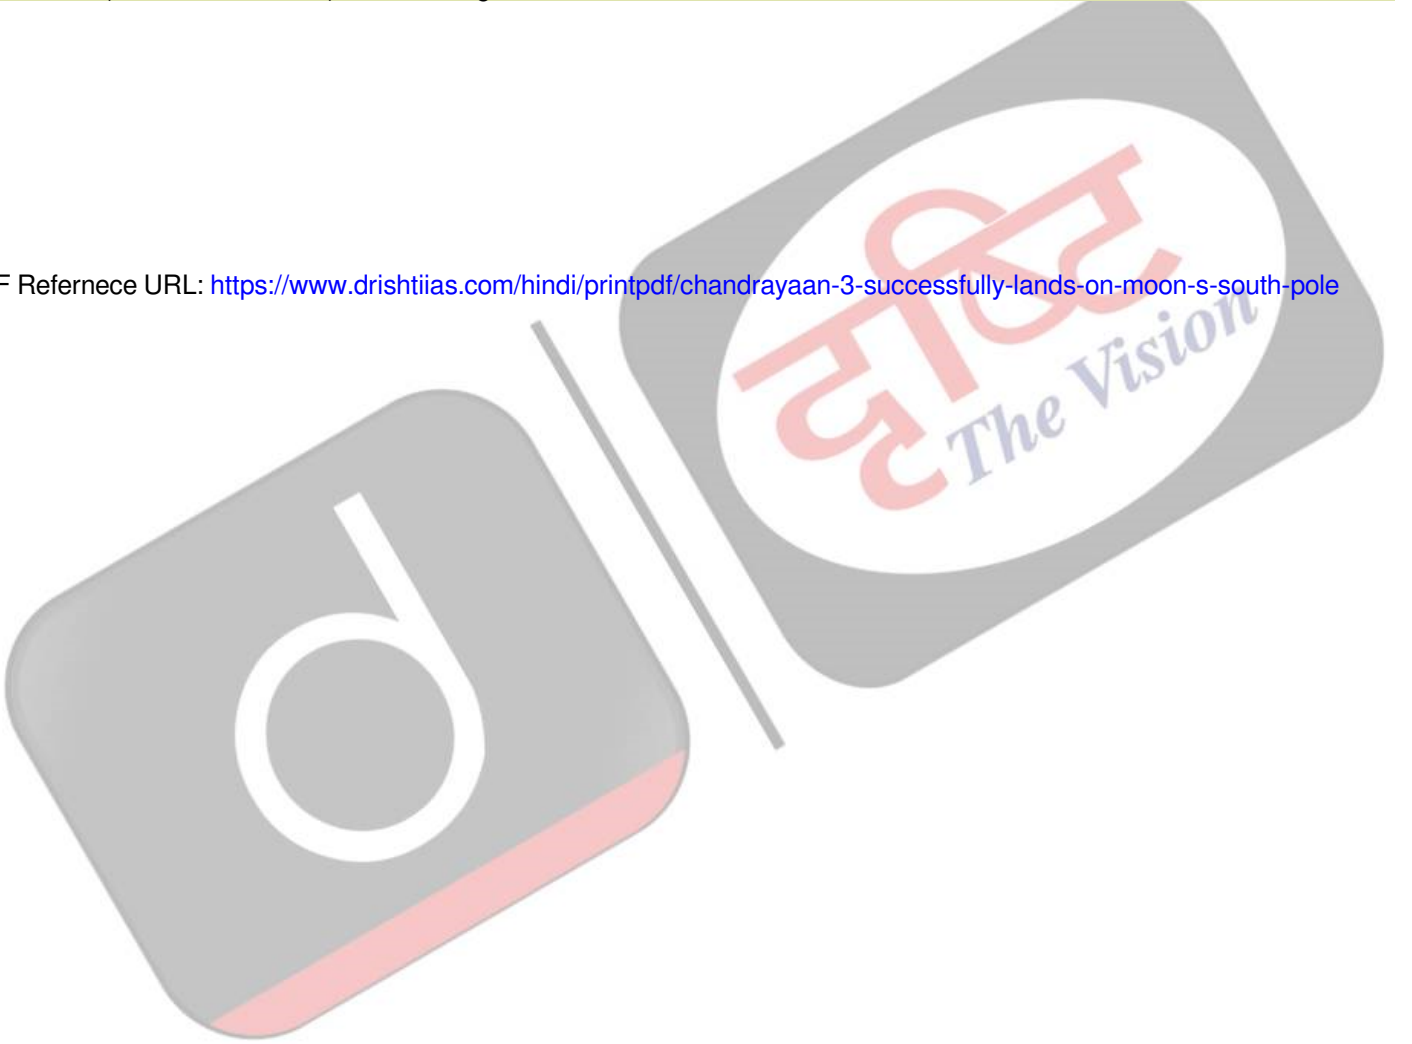 F Refernece URL: https://www.drishtiias.com/hindi/printpdf/chandrayaan-3-successfully-lands-on-moon-s-south-pole
दृष्टि
The Vision
d